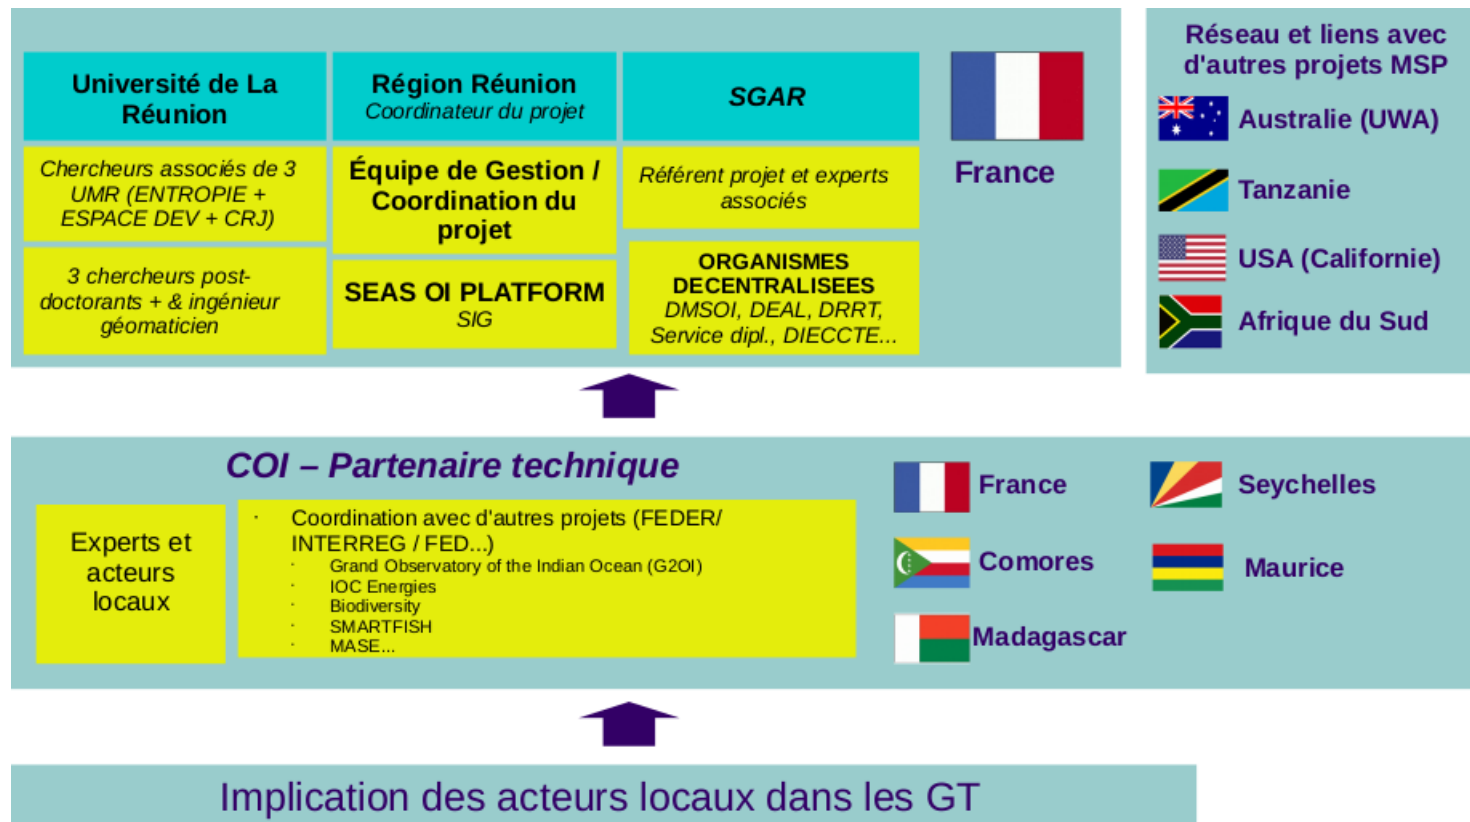 Université de La
Réunion
Chercheurs associés de 3
UMR (ENTROPIE +
ESPACE DEV + CRJ)
3 chercheurs post-
doctorants + & ingénieur
géomaticien
Région Réunion
Coordinateur du projet
Équipe de Gestion /
Coordination du
projet
SEAS OI PLATFORM
SIG
SGAR
Référent projet et experts
associés
ORGANISMES
DECENTRALISEES
DMSOI, DEAL, DRRT,
Service dipl., DIECCTE...
France
Réseau et liens avec
d'autres projets MSP
Australie (UWA)
Tanzanie
USA (Californie)
Afrique du Sud
COI – Partenaire technique
Experts et
acteurs
locaux
· Coordination avec d'autres projets (FEDER/
INTERREG / FED...)
· Grand Observatory of the Indian Ocean (G2OI)
· IOC Energies
· Biodiversity
· SMARTFISH
· MASE...
France
Seychelles
Comores
Maurice
Madagascar
Implication des acteurs locaux dans les GT